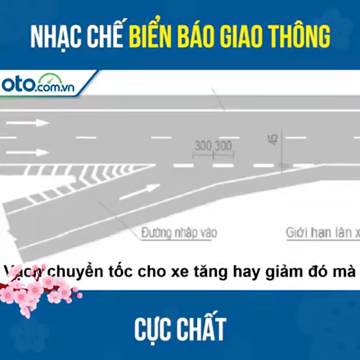 NHẠC CHẾ BIỂN BÁO GIAO THÔNG
oto.com.vn
300 300
45
Đường nhập vào
Giới hạn làn x
Vạch chuyển tốc cho xe tăng hay giảm đó mà
CỰC CHẤT